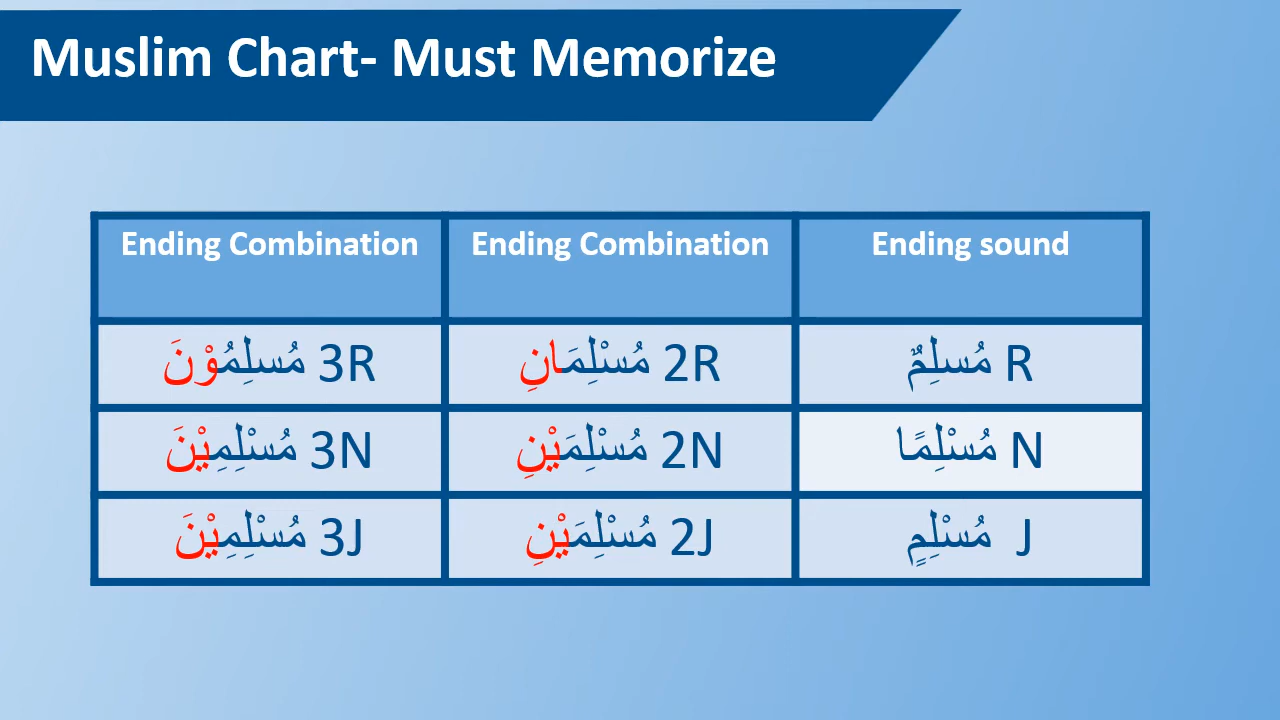 Muslim Chart- Must Memorize
Ending Combination Ending Combination Ending sound
3R مُسلِمُوْنَ 2R مُسْلِمَانِ R مُسلِمٌ
3N مُسْلِمِيْنَ 2N مُسْلِمَيْنِ N مُسْلِمًا
3J مُسْلِمِيْنَ 2J مُسْلِمَيْنِ J مُسْلِمٍ